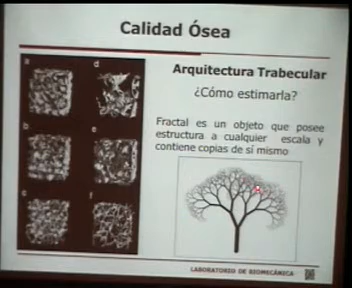 Calidad Ósea
Arquitectura Trabecular
¿Cómo estimarla?
Fractal es un objeto que posee
estructura a cualquier escala y
contiene copias de sí mismo
a
d
b
e
c
f
LABORATORIO DE BIOMECÁNICA